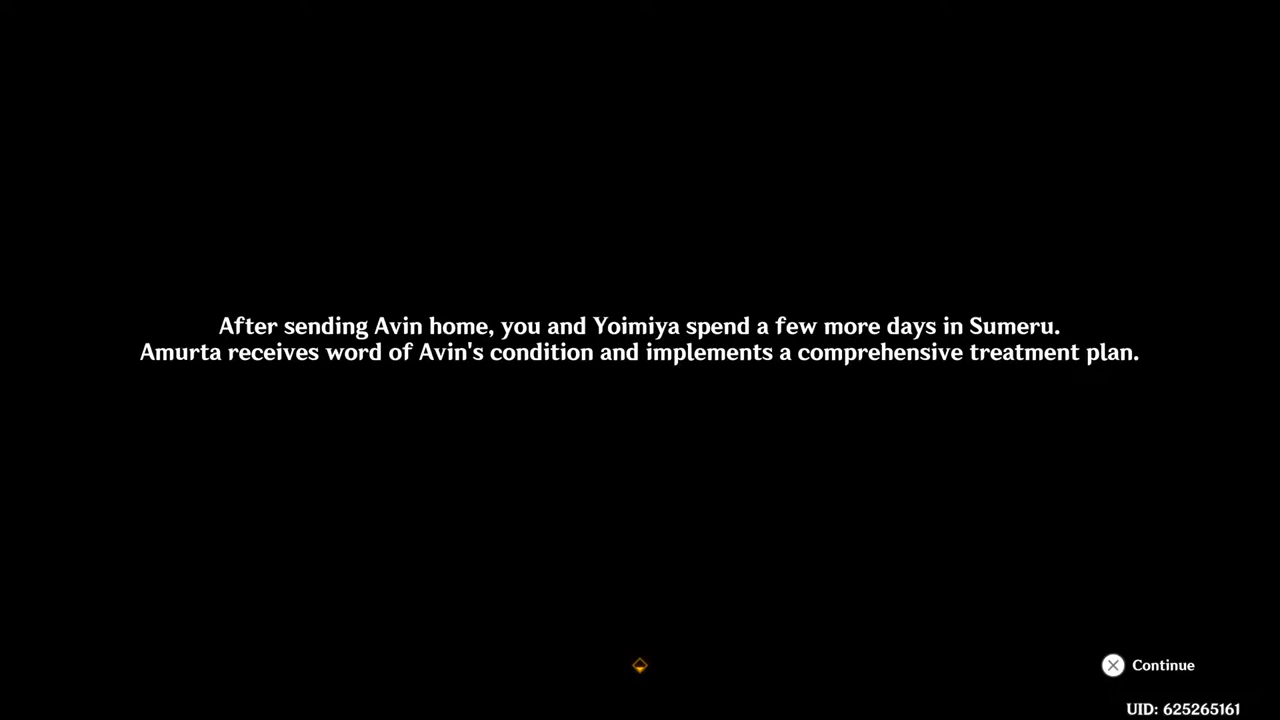 After sending Avin home, you and Yoimiya spend a few more days in Sumeru.
Amurta receives word of Avin's condition and implements a comprehensive treatment plan.
Continue
UID: 625265161